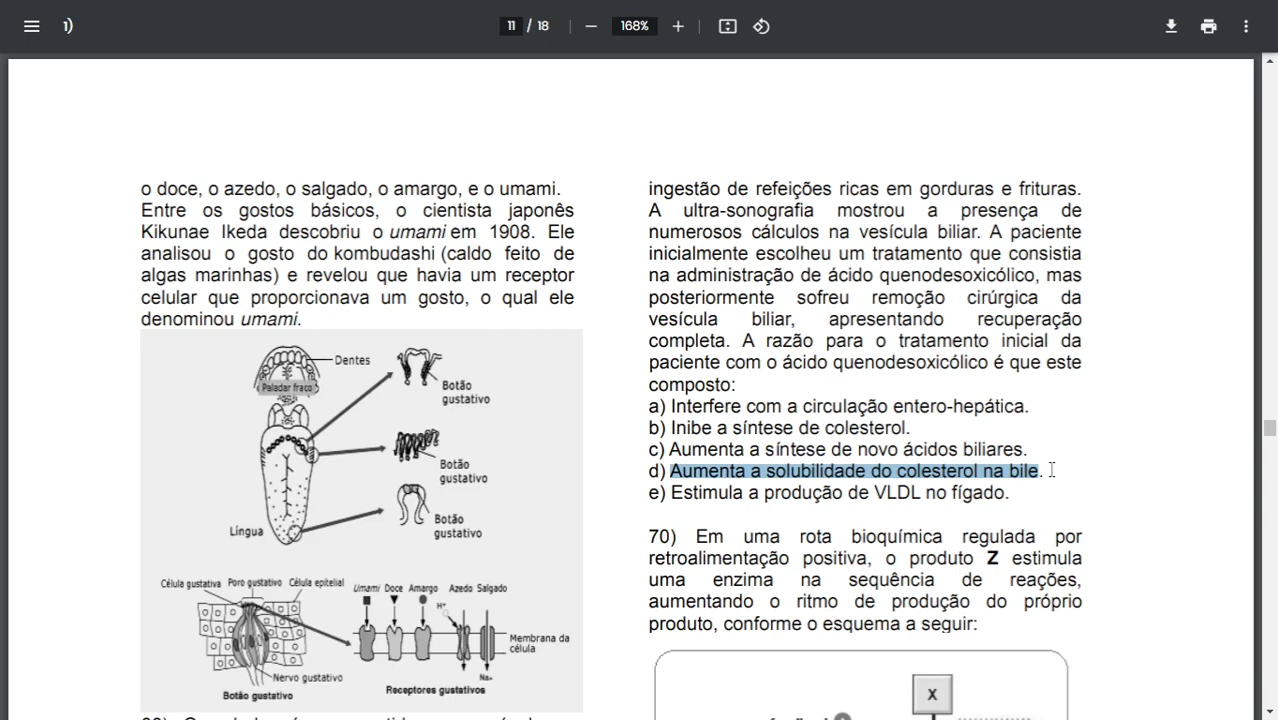 1)
11 / 18
168%
o doce, o azedo, o salgado, o amargo, e o umami.
Entre os gostos básicos, o cientista japonês
Kikunae Ikeda descobriu o umami em 1908. Ele
analisou o gosto do kombudashi (caldo feito de
algas marinhas) e revelou que havia um receptor
celular que proporcionava um gosto, o qual ele
denominou umami.
Dentes
Paladar fraco
Botão
gustativo
Botão
gustativo
Botão
gustativo
Língua
Célula gustativa Poro gustativo Célula epitelial
Nervo gustativo
Botão gustativo
Umami Doce Amargo Azedo Salgado
H+
Membrana da
célula
Na+
Receptores gustativos
ingestão de refeições ricas em gorduras e frituras.
A ultra-sonografia mostrou a presença de
numerosos cálculos na vesícula biliar. A paciente
inicialmente escolheu um tratamento que consistia
na administração de ácido quenodesoxicólico, mas
posteriormente sofreu remoção cirúrgica da
vesícula biliar, apresentando recuperação
completa. A razão para o tratamento inicial da
paciente com o ácido quenodesoxicólico é que este
composto:
a) Interfere com a circulação entero-hepática.
b) Inibe a síntese de colesterol.
c) Aumenta a síntese de novo ácidos biliares.
d) Aumenta a solubilidade do colesterol na bile.
e) Estimula a produção de VLDL no fígado.
70) Em uma rota bioquímica regulada por
retroalimentação positiva, o produto Z estimula
uma enzima na sequência de reações,
aumentando o ritmo de produção do próprio
produto, conforme o esquema a seguir:
X